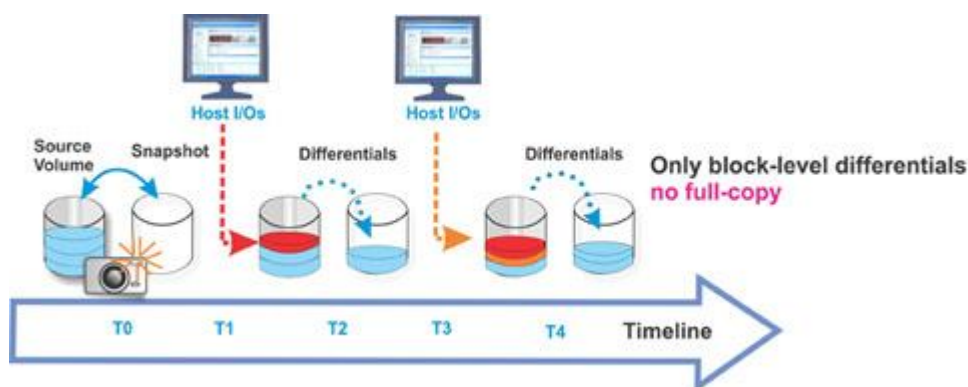 Host I/Os
Host I/Os
Source
Volume
Snapshot
Differentials
Differentials
Only block-level differentials
no full-copy
T0
T1
T2
T3
T4
Timeline